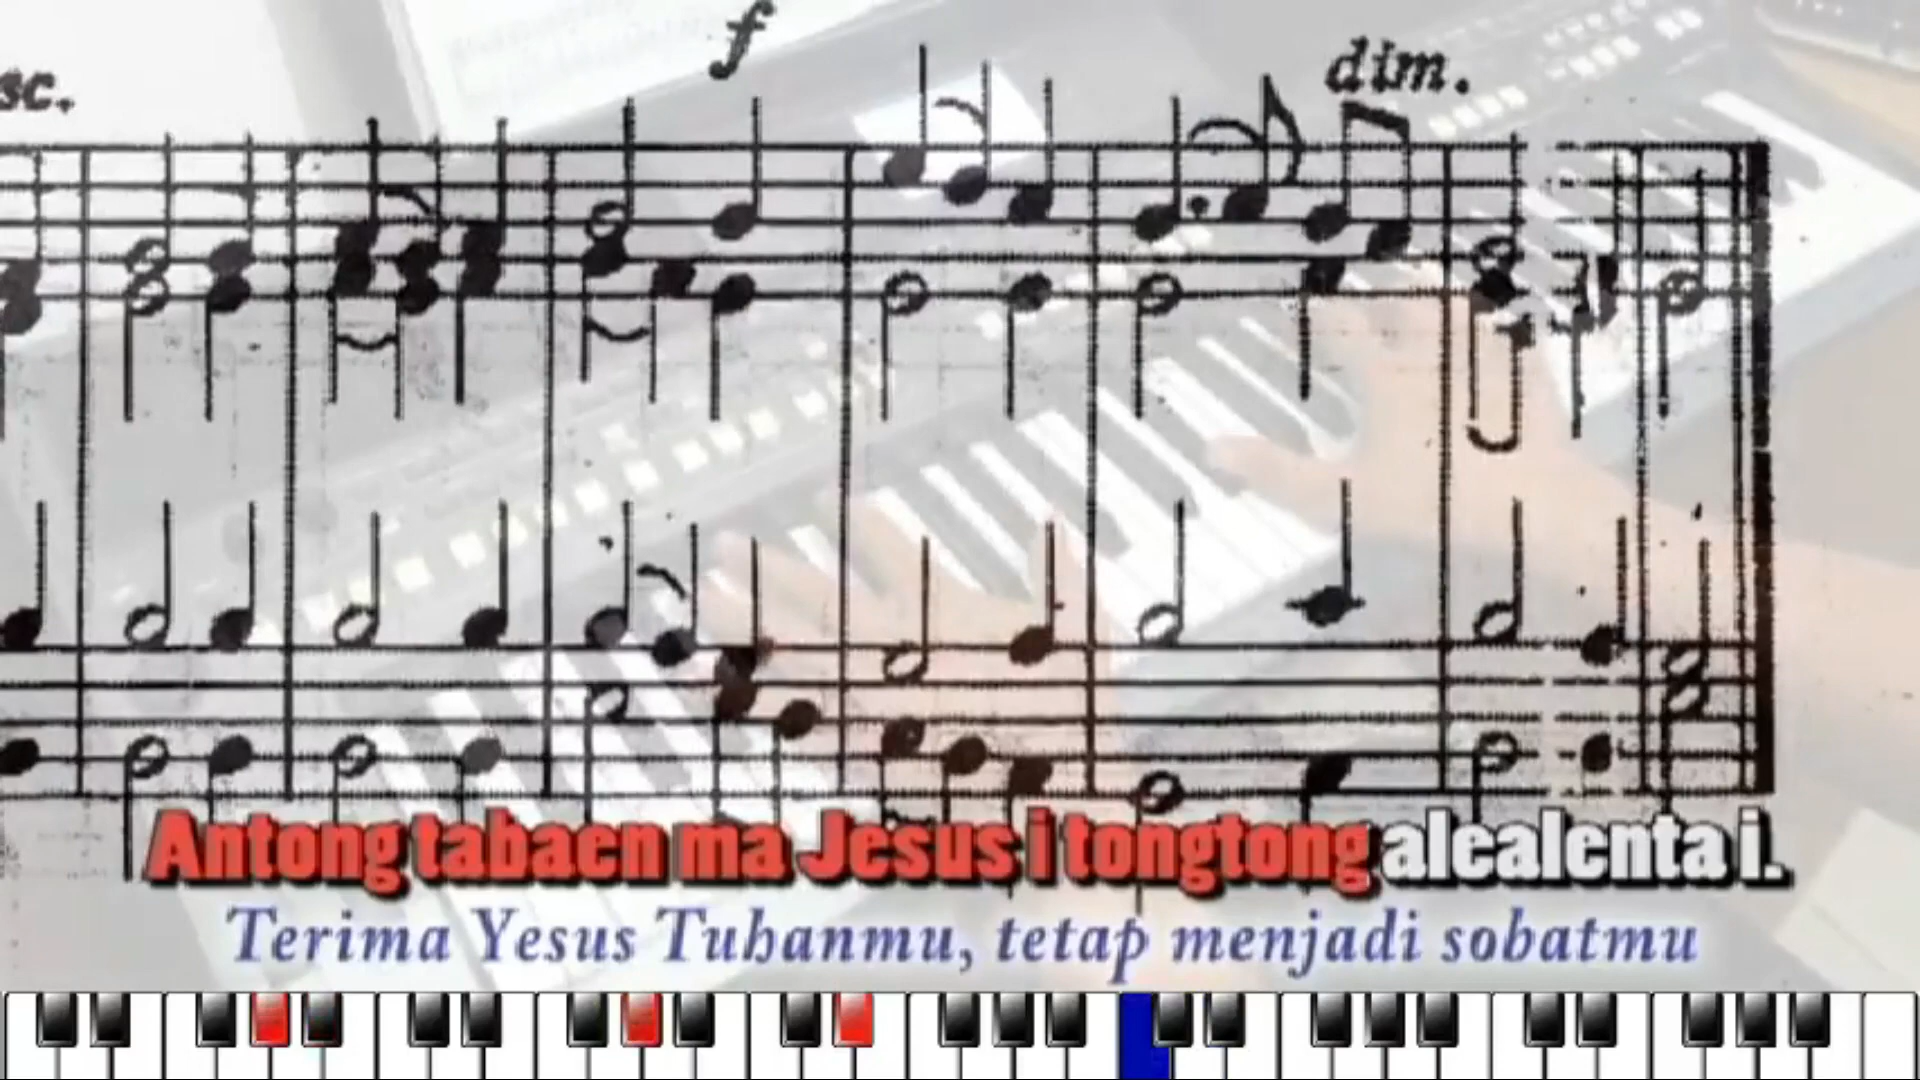 sc.
f
dim.
Antong tabaen ma Jesus i tongtong alealenta i.
Terima Yesus Tuhanmu, tetap menjadi sobatmu